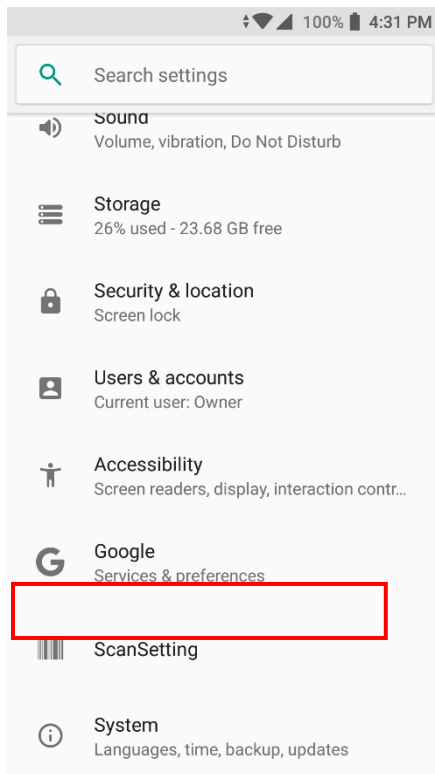 100% 4:31 PM
Search settings
Sound
Volume, vibration, Do Not Disturb
Storage
26% used - 23.68 GB free
Security & location
Screen lock
Users & accounts
Current user: Owner
Accessibility
Screen readers, display, interaction contr...
Google
Services & preferences
ScanSetting
System
Languages, time, backup, updates